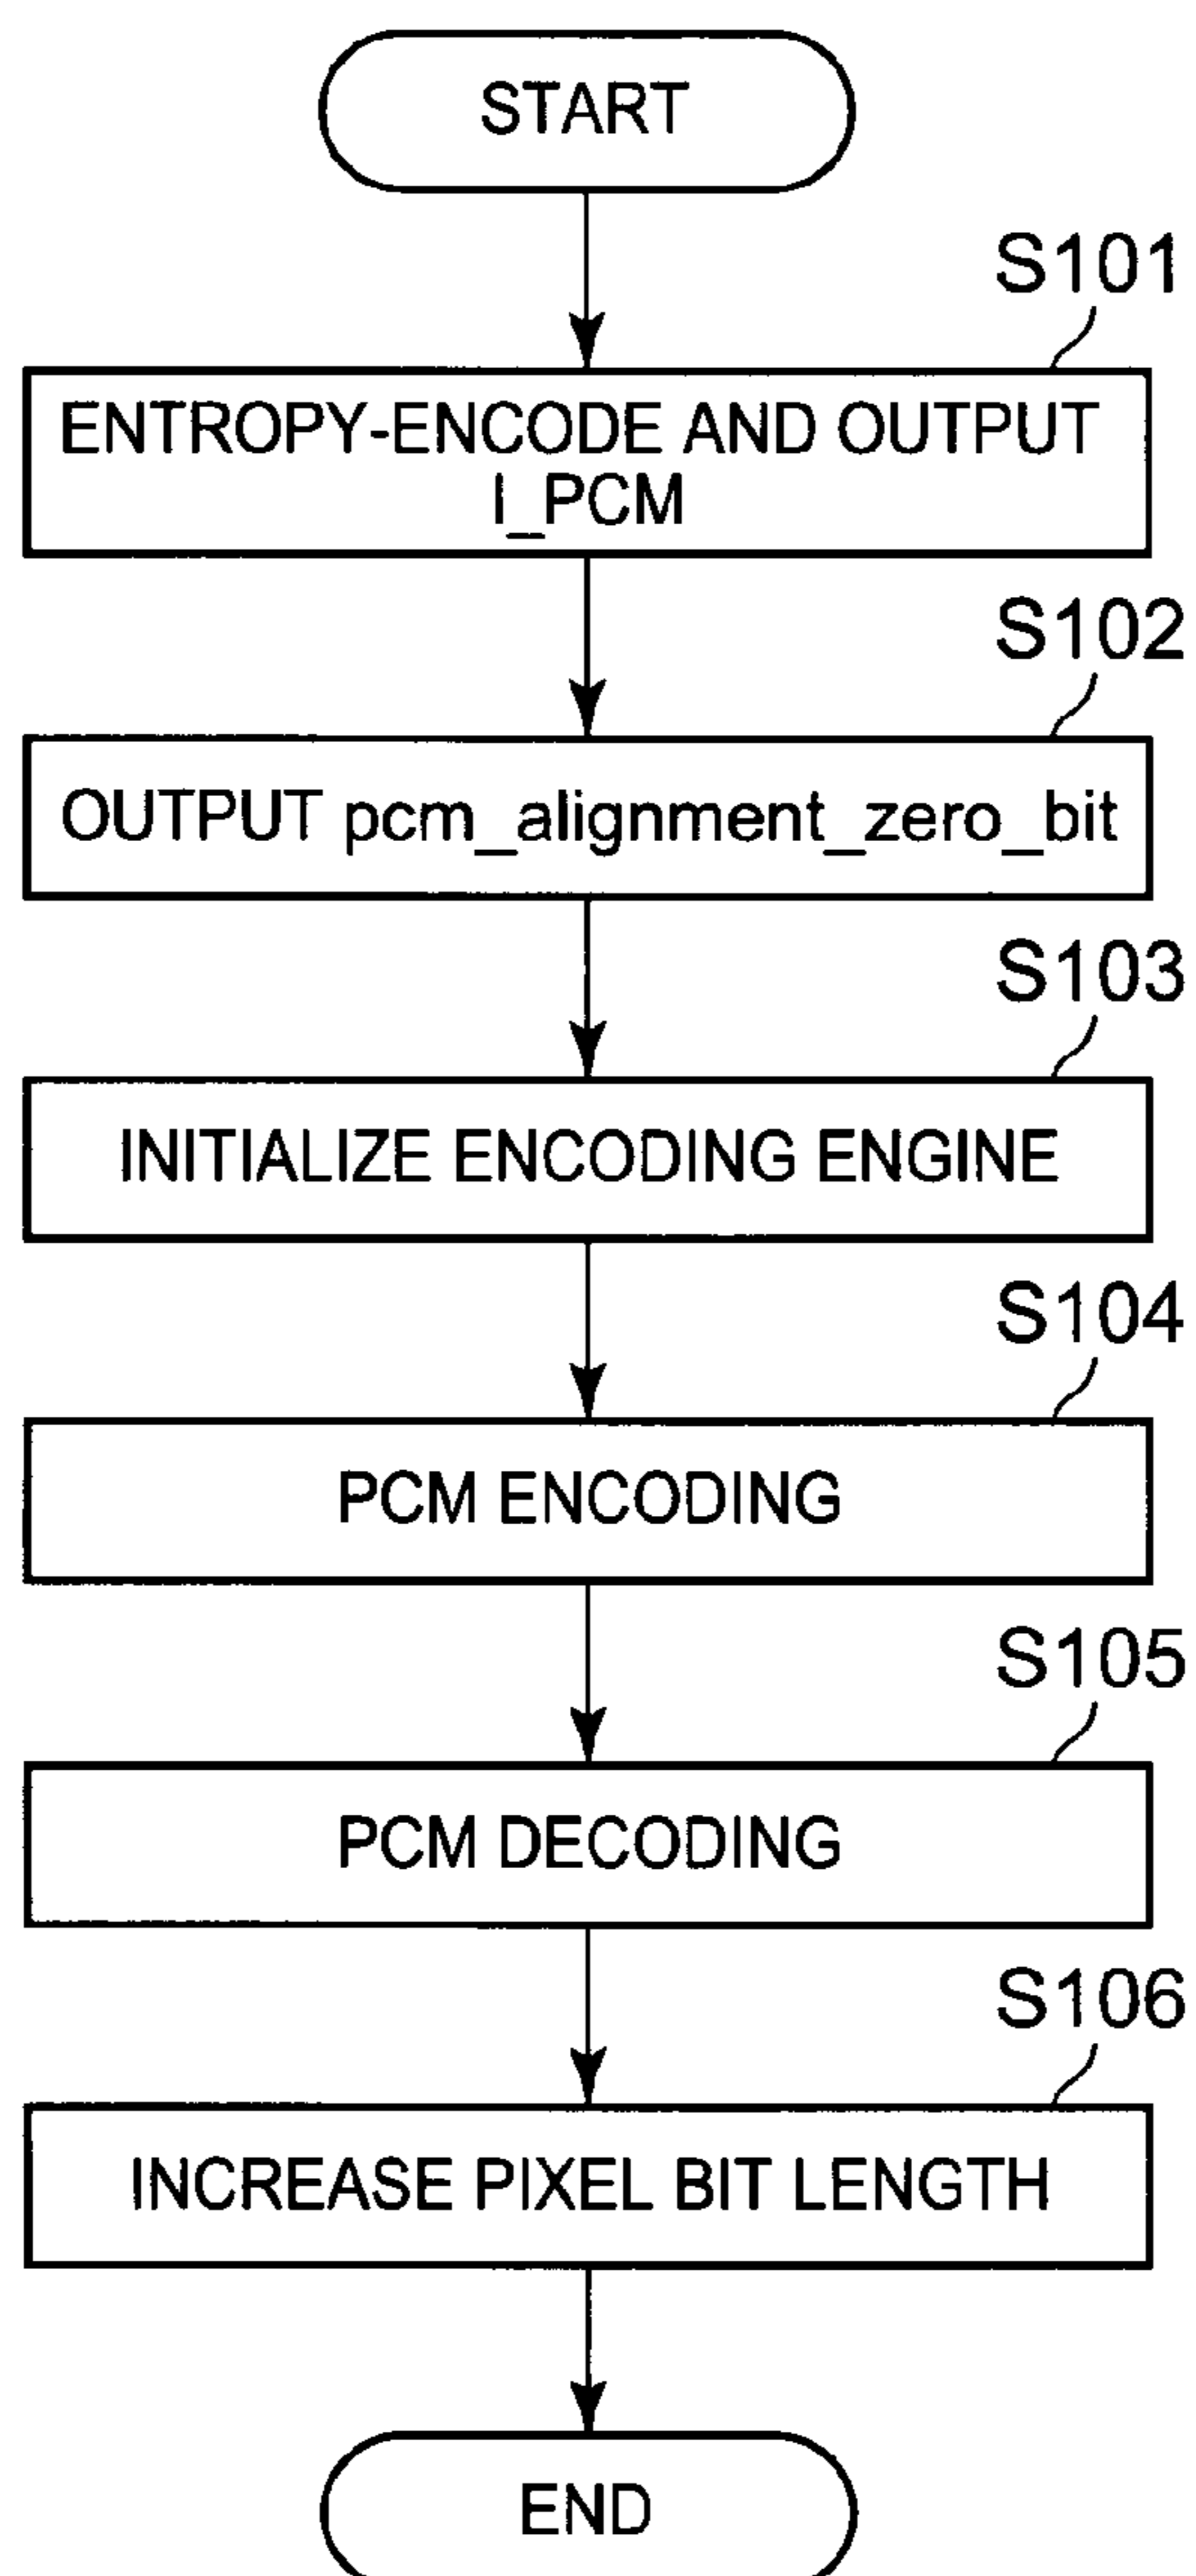 START
S101
ENTROPY-ENCODE AND OUTPUT
I_PCM
S102
OUTPUT pcm_alignment_zero_bit
S103
INITIALIZE ENCODING ENGINE
S104
PCM ENCODING
S105
PCM DECODING
S106
INCREASE PIXEL BIT LENGTH
END